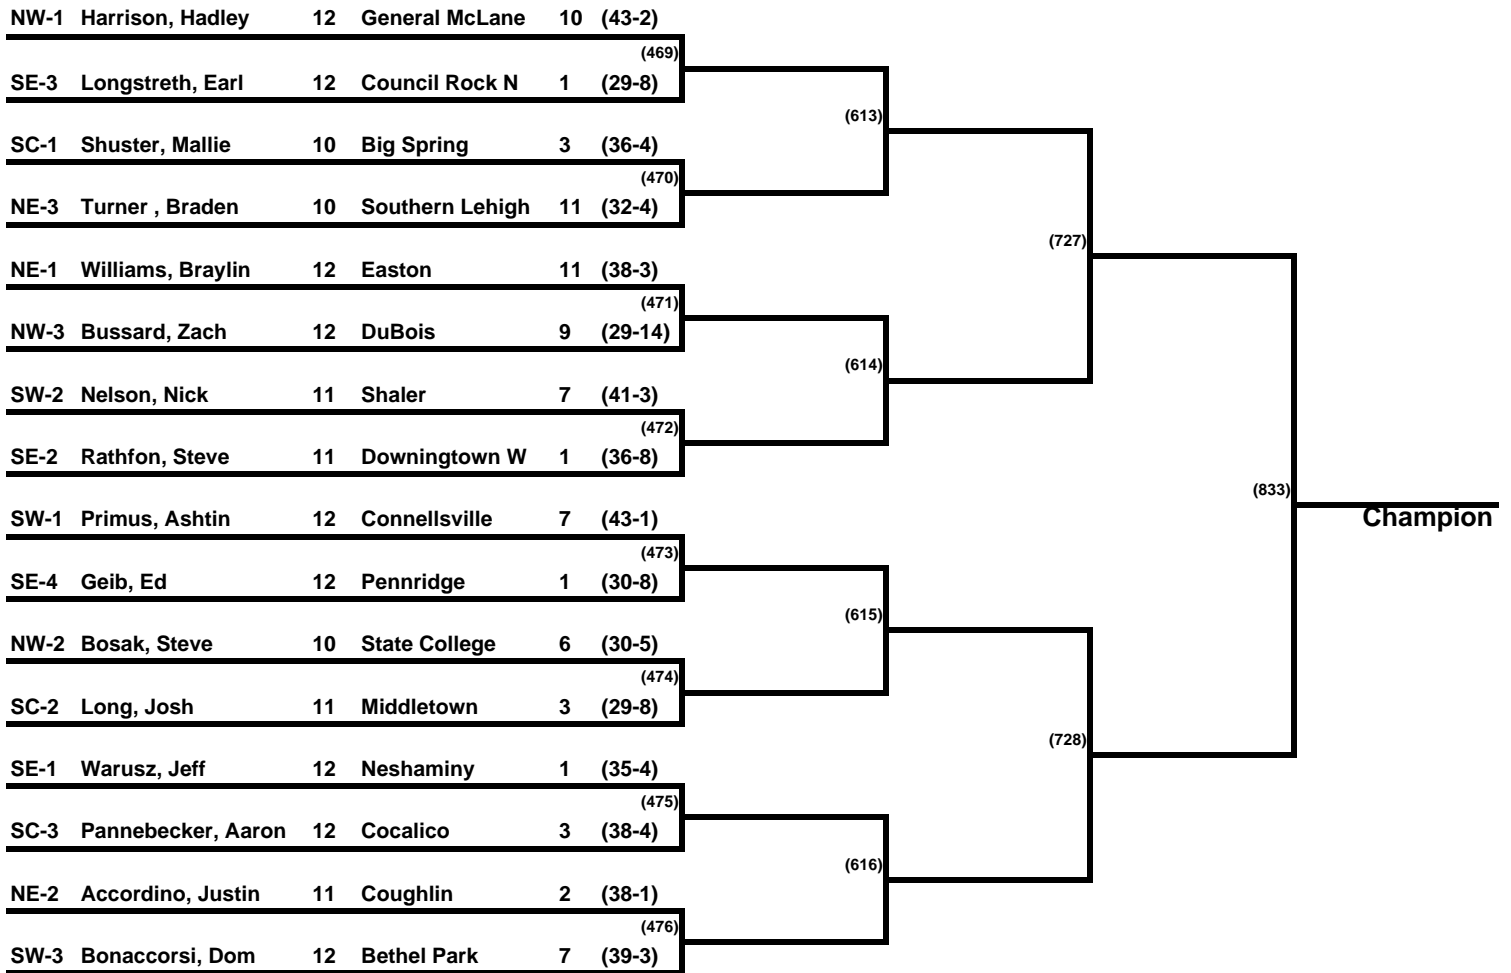 NW-1 Harrison, Hadley 12 General McLane 10 (43-2)
(469)
SE-3 Longstreth, Earl 12 Council Rock N 1 (29-8)
(613)
SC-1 Shuster, Mallie 10 Big Spring 3 (36-4)
(470)
NE-3 Turner , Braden 10 Southern Lehigh 11 (32-4)
(727)
NE-1 Williams, Braylin 12 Easton 11 (38-3)
(471)
NW-3 Bussard, Zach 12 DuBois 9 (29-14)
(614)
SW-2 Nelson, Nick 11 Shaler 7 (41-3)
(472)
SE-2 Rathfon, Steve 11 Downingtown W 1 (36-8)
(833)
SW-1 Primus, Ashtin 12 Connellsville 7 (43-1)
Champion
(473)
SE-4 Geib, Ed 12 Pennridge 1 (30-8)
(615)
NW-2 Bosak, Steve 10 State College 6 (30-5)
(474)
SC-2 Long, Josh 11 Middletown 3 (29-8)
(728)
SE-1 Warusz, Jeff 12 Neshaminy 1 (35-4)
(475)
SC-3 Pannebecker, Aaron 12 Cocalico 3 (38-4)
(616)
NE-2 Accordino, Justin 11 Coughlin 2 (38-1)
(476)
SW-3 Bonaccorsi, Dom 12 Bethel Park 7 (39-3)